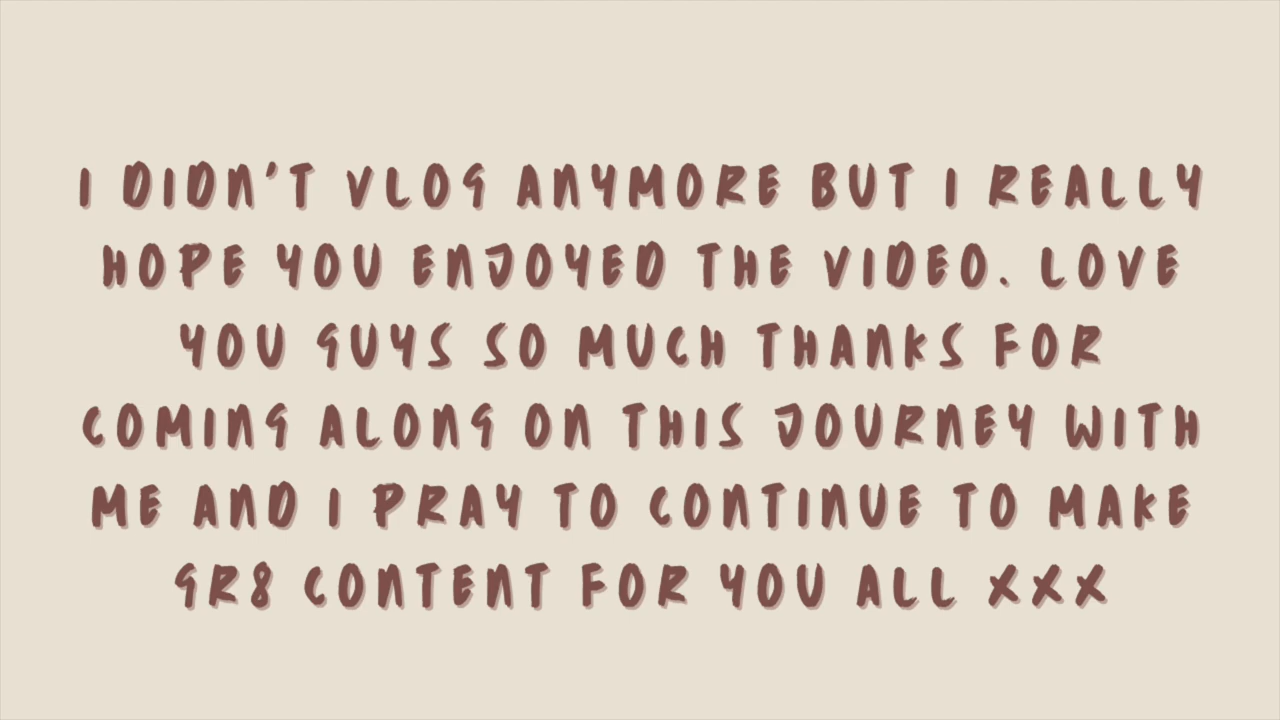 I DIDN'T VLOG ANYMORE BUT I REALLY
HOPE YOU ENJOYED THE VIDEO. LOVE
YOU GUYS SO MUCH THANKS FOR
COMING ALONG ON THIS JOURNEY WITH
ME AND I PRAY TO CONTINUE TO MAKE
GR8 CONTENT FOR YOU ALL XXX